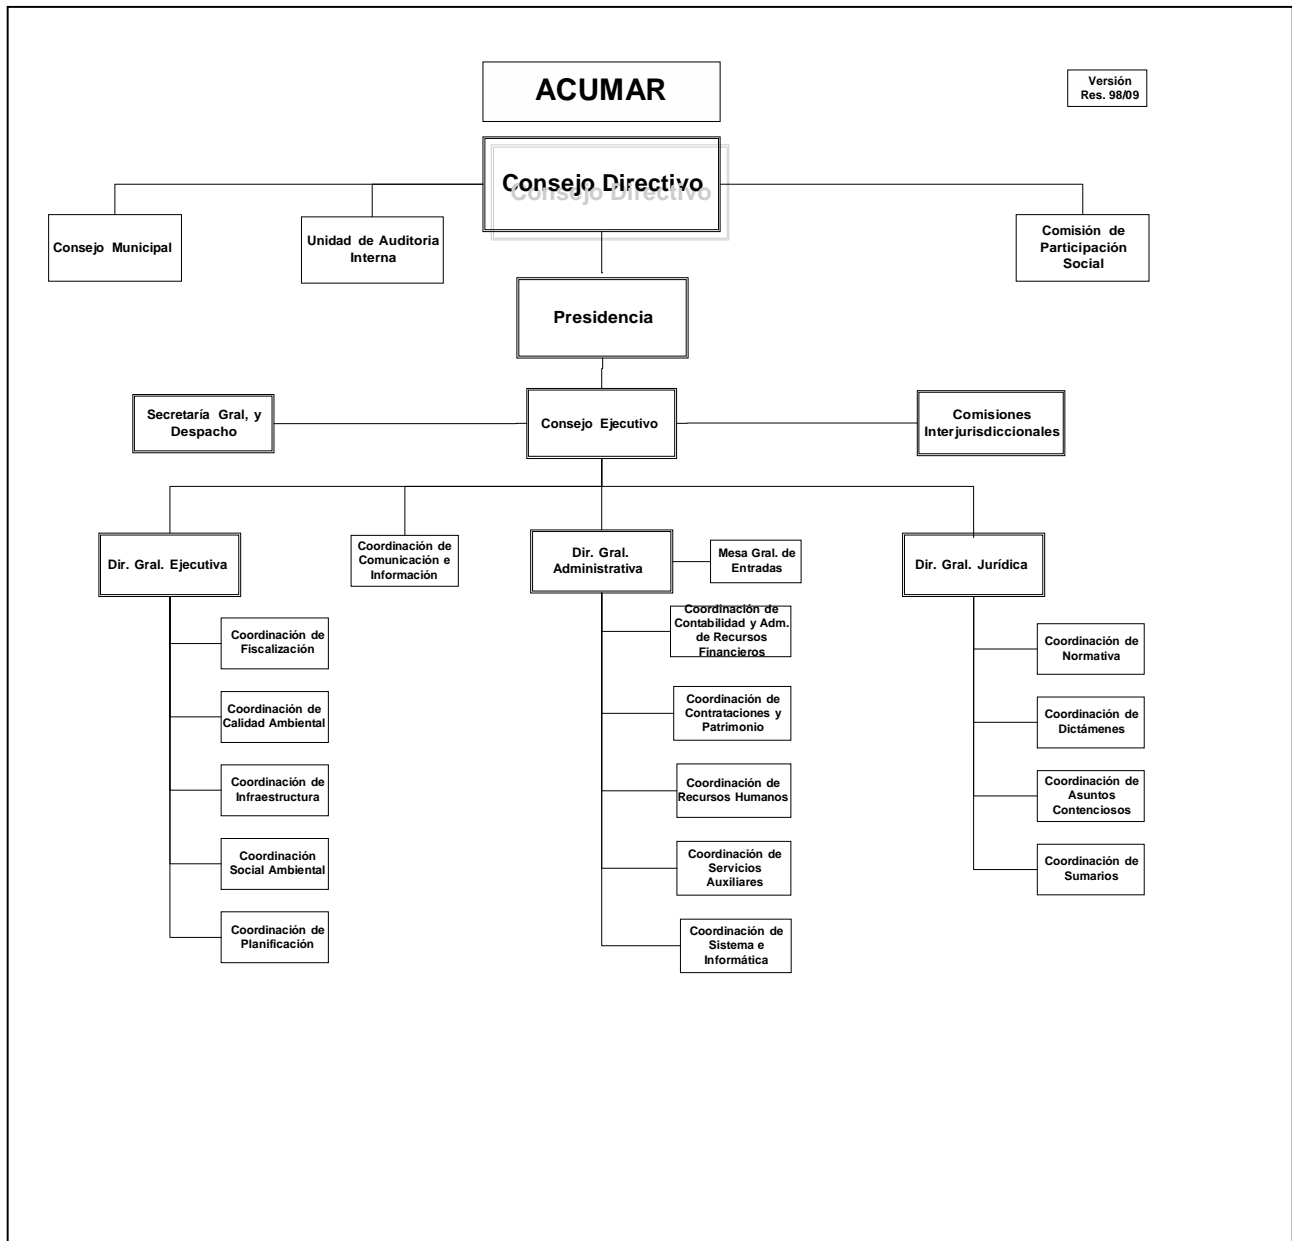 ACUMAR
Versión
Res. 98/09
Consejo Directivo
Consejo Municipal
Unidad de Auditoria
Interna
Comisión de
Participación
Social
Presidencia
Secretaría Gral, y
Despacho
Consejo Ejecutivo
Comisiones
Interjurisdiccionales
Dir. Gral. Ejecutiva
Coordinación de
Comunicación e
Información
Dir. Gral.
Administrativa
Mesa Gral. de
Entradas
Dir. Gral. Jurídica
Coordinación de
Fiscalización
Coordinación de
Calidad Ambiental
Coordinación de
Infraestructura
Coordinación
Social Ambiental
Coordinación de
Planificación
Coordinación de
Contabilidad y Adm.
de Recursos
Financieros
Coordinación de
Contrataciones y
Patrimonio
Coordinación de
Recursos Humanos
Coordinación de
Servicios
Auxiliares
Coordinación de
Sistema e
Informática
Coordinación de
Normativa
Coordinación de
Dictámenes
Coordinación de
Asuntos
Contenciosos
Coordinación de
Sumarios